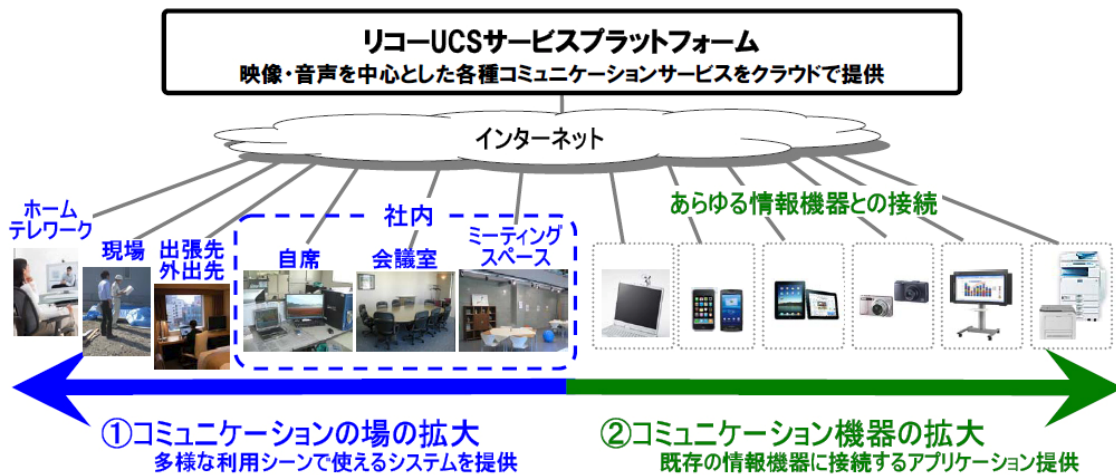 リコーUCSサービスプラットフォーム
映像・音声を中心とした各種コミュニケーションサービスをクラウドで提供
インターネット
ホーム
テレワーク
現場
出張先
外出先
社内
自席
会議室
ミーティング
スペース
あらゆる情報機器との接続
①コミュニケーションの場の拡大
多様な利用シーンで使えるシステムを提供
②コミュニケーション機器の拡大
既存の情報機器に接続するアプリケーション提供